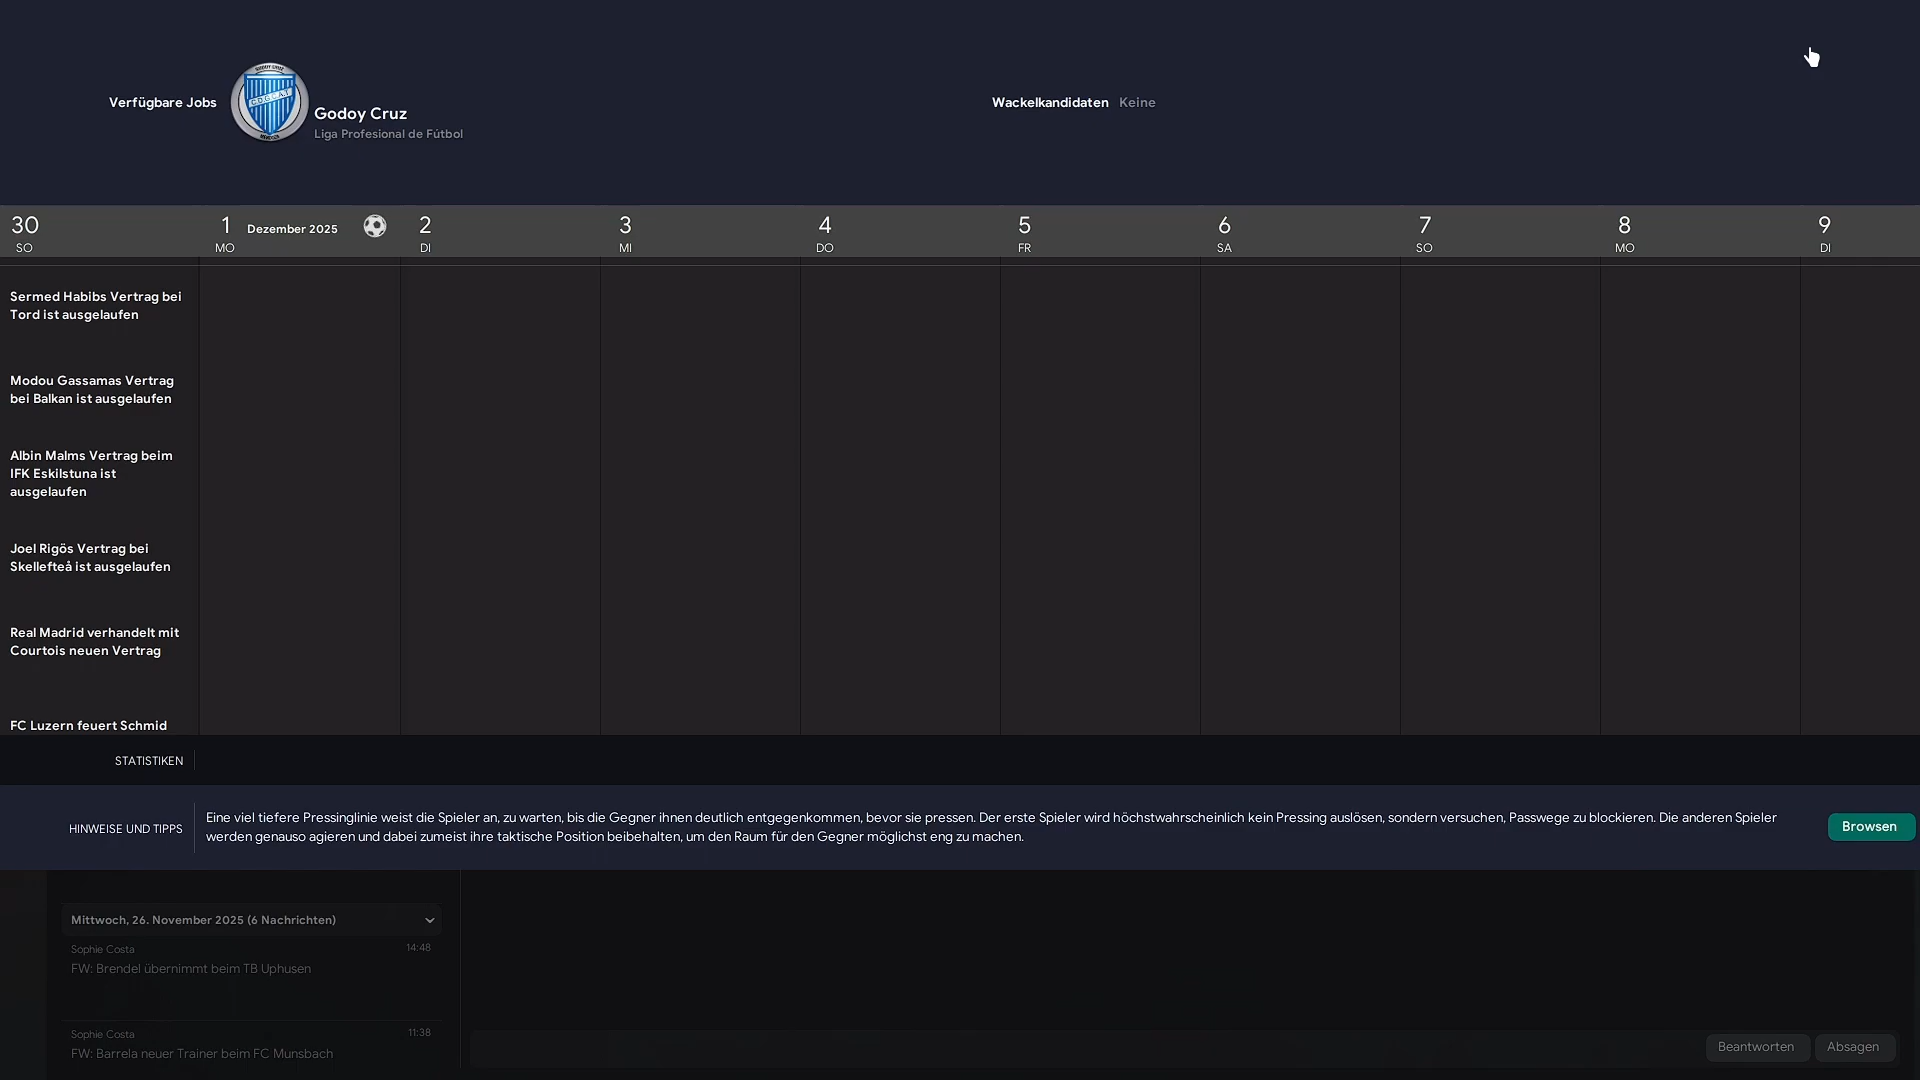 Verfügbare Jobs
Godoy Cruz
Liga Profesional de Fútbol
Wackelkandidaten Keine
30 1 Dezember 2025 2 3 4 5 6 7 8 9
SO MO DI MI DO FR SA SO MO DI
Sermed Habibs Vertrag bei
Tord ist ausgelaufen
Modou Gassamas Vertrag
bei Balkan ist ausgelaufen
Albin Malms Vertrag beim
IFK Eskilstuna ist
ausgelaufen
Joel Rigös Vertrag bei
Skellefteå ist ausgelaufen
Real Madrid verhandelt mit
Courtois neuen Vertrag
FC Luzern feuert Schmid
STATISTIKEN
HINWEISE UND TIPPS
Eine viel tiefere Pressinglinie weist die Spieler an, zu warten, bis die Gegner ihnen deutlich entgegenkommen, bevor sie pressen. Der erste Spieler wird höchstwahrscheinlich kein Pressing auslösen, sondern versuchen, Passwege zu blockieren. Die anderen Spieler
werden genauso agieren und dabei zumeist ihre taktische Position beibehalten, um den Raum für den Gegner möglichst eng zu machen.
Browsen
Mittwoch, 26. November 2025 (6 Nachrichten)
Sophie Costa 14:48
FW: Brendel übernimmt beim TB Uphusen
Sophie Costa 11:38
FW: Barrela neuer Trainer beim FC Munsbach
Beantworten Absagen